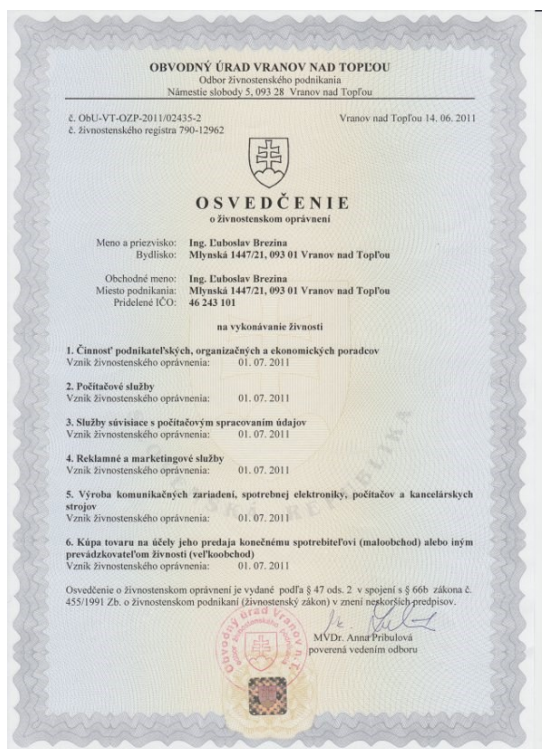 OBVODNÝ ÚRAD VRANOV NAD TOPĽOU
Odbor živnostenského podnikania
Námestie slobody 5, 093 28 Vranov nad Topľou
č. ObU-VT-OZP-2011/02435-2
Vranov nad Topľou 14. 06. 2011
č. živnostenského registra 790-12962
OSVEDČENIE
o živnostenskom oprávnení
Meno a priezvisko: Ing. Ľuboslav Brezina
Bydlisko: Mlynská 1447/21, 093 01 Vranov nad Topľou
Obchodné meno: Ing. Ľuboslav Brezina
Miesto podnikania: Mlynská 1447/21, 093 01 Vranov nad Topľou
Pridelené IČO: 46 243 101
na vykonávanie živnosti
1. Činnosť podnikateľských, organizačných a ekonomických poradcov
Vznik živnostenského oprávnenia: 01. 07. 2011
2. Počítačové služby
Vznik živnostenského oprávnenia: 01. 07. 2011
3. Služby súvisiace s počítačovým spracovaním údajov
Vznik živnostenského oprávnenia: 01. 07. 2011
4. Reklamné a marketingové služby
Vznik živnostenského oprávnenia: 01. 07. 2011
5. Výroba komunikačných zariadení, spotrebnej elektroniky, počítačov a kancelárskych
strojov
Vznik živnostenského oprávnenia: 01. 07. 2011
6. Kúpa tovaru na účely jeho predaja konečnému spotrebiteľovi (maloobchod) alebo iným
prevádzkovateľom živnosti (veľkoobchod)
Vznik živnostenského oprávnenia: 01. 07. 2011
Osvedčenie o živnostenskom oprávnení je vydané podľa § 47 ods. 2 v spojení s § 66b zákona č.
455/1991 Zb. o živnostenskom podnikaní (živnostenský zákon) v znení neskorších predpisov.
Obvodný úrad Vranov n. T.
MVDr. Anna Pribulová
poverená vedením odboru